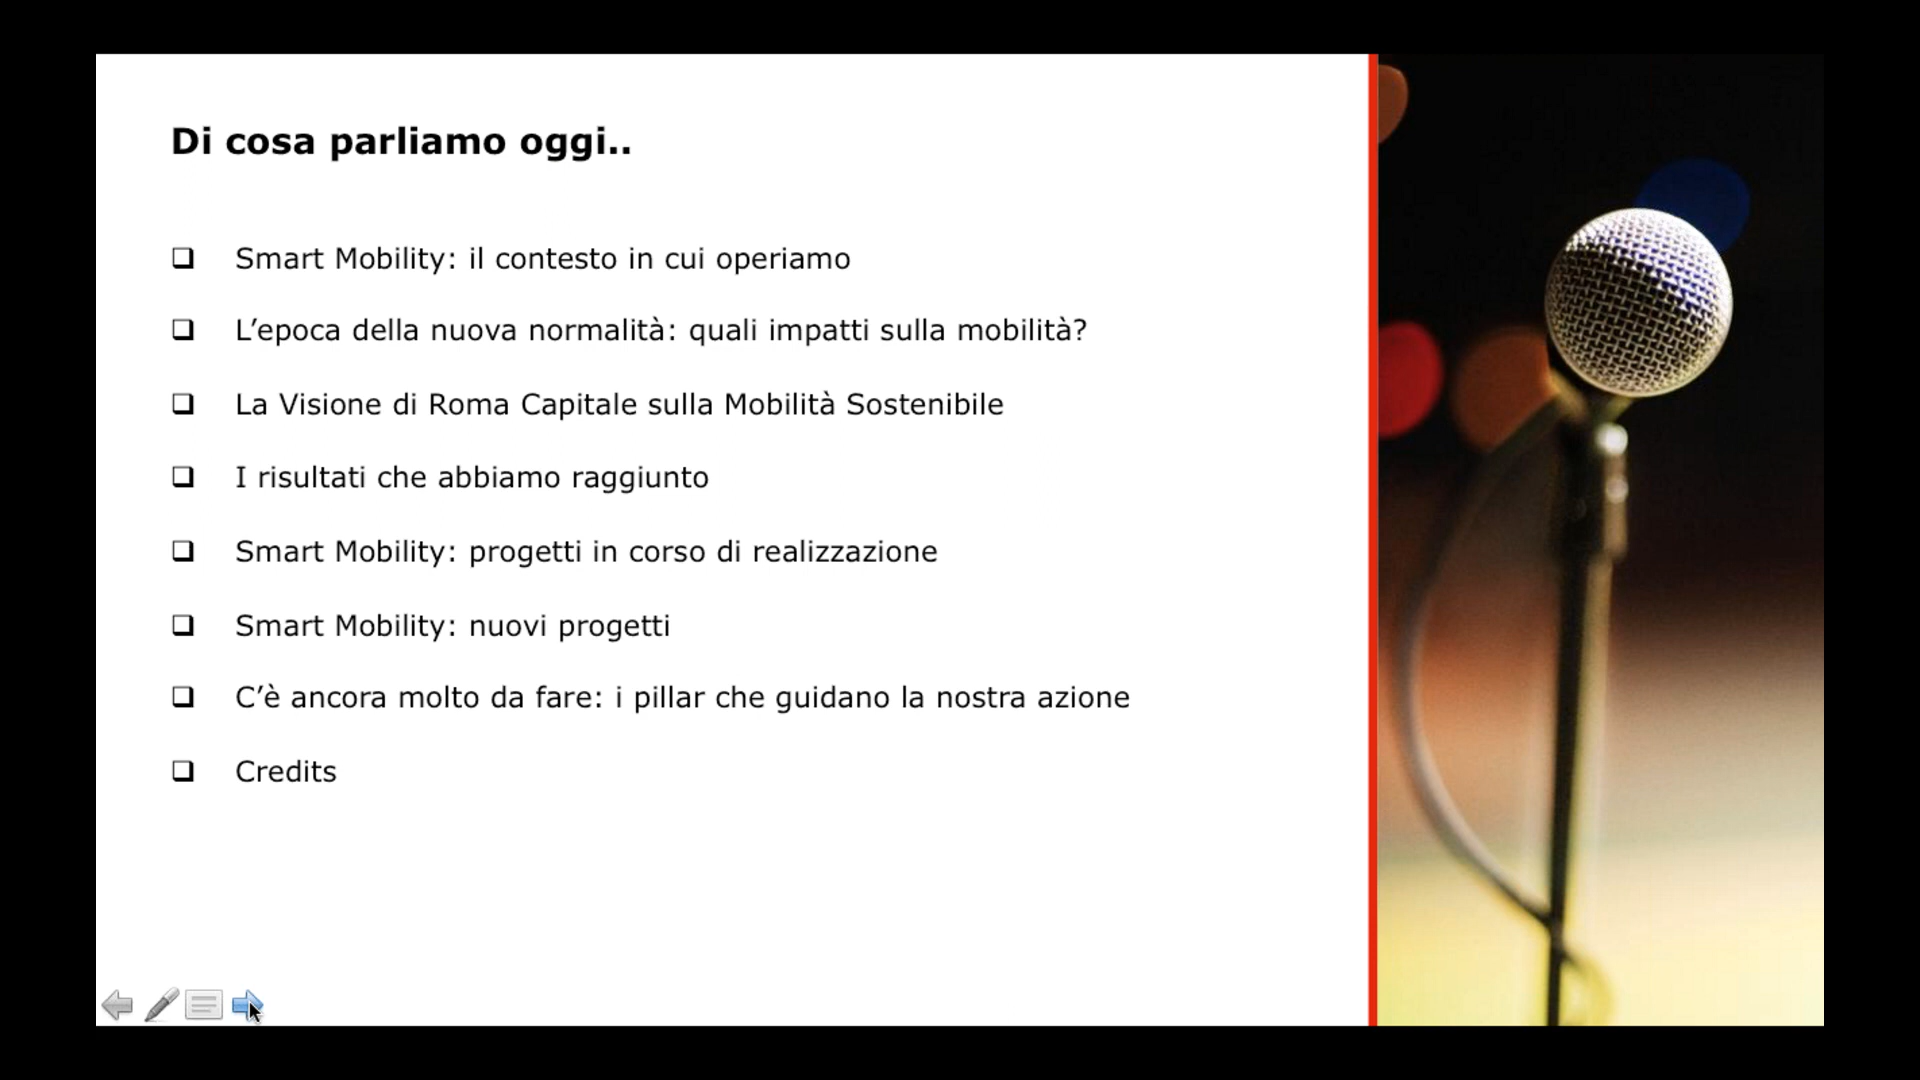 Di cosa parliamo oggi..
Smart Mobility: il contesto in cui operiamo
L’epoca della nuova normalità: quali impatti sulla mobilità?
La Visione di Roma Capitale sulla Mobilità Sostenibile
I risultati che abbiamo raggiunto
Smart Mobility: progetti in corso di realizzazione
Smart Mobility: nuovi progetti
C’è ancora molto da fare: i pillar che guidano la nostra azione
Credits